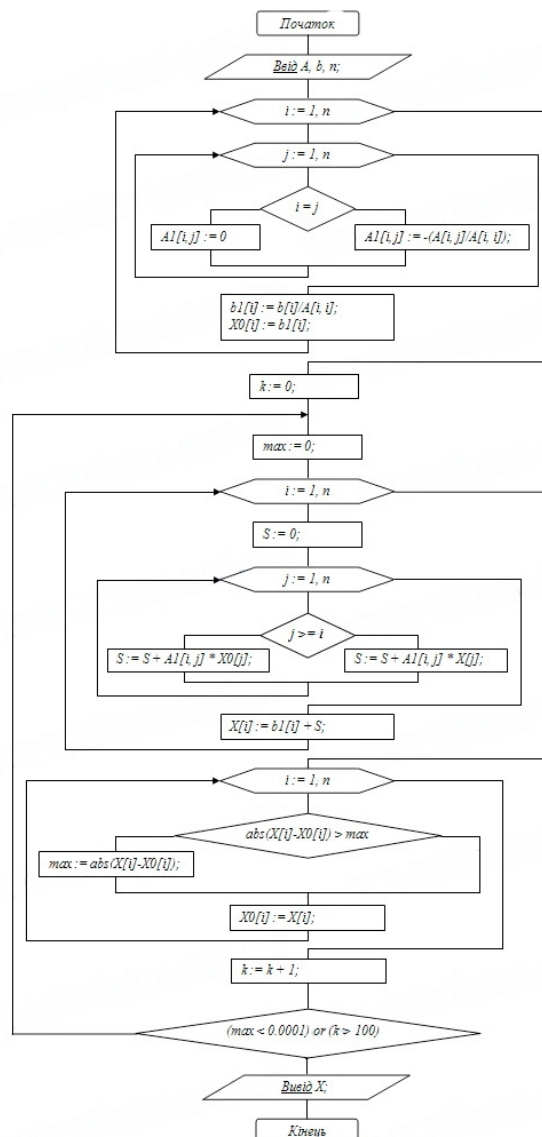 Початок
Ввід A, b, n;
i := 1, n
j := 1, n
i = j
A1[i, j] := 0
A1[i,j] := -(A[i, j]/A[i, i]);
b1[i] := b[i]/A[i, i];
X0[i] := b1[i];
k := 0;
max := 0;
i := 1, n
S := 0;
j := 1, n
j >= i
S := S + A1[i, j] * X0[j];
S := S + A1[i, j] * X[j];
X[i] := b1[i] + S;
i := 1, n
abs(X[i]-X0[i]) > max
max := abs(X[i]-X0[i]);
X0[i] := X[i];
k := k + 1;
(max < 0.0001) or (k > 100)
Вивід X;
Кінець